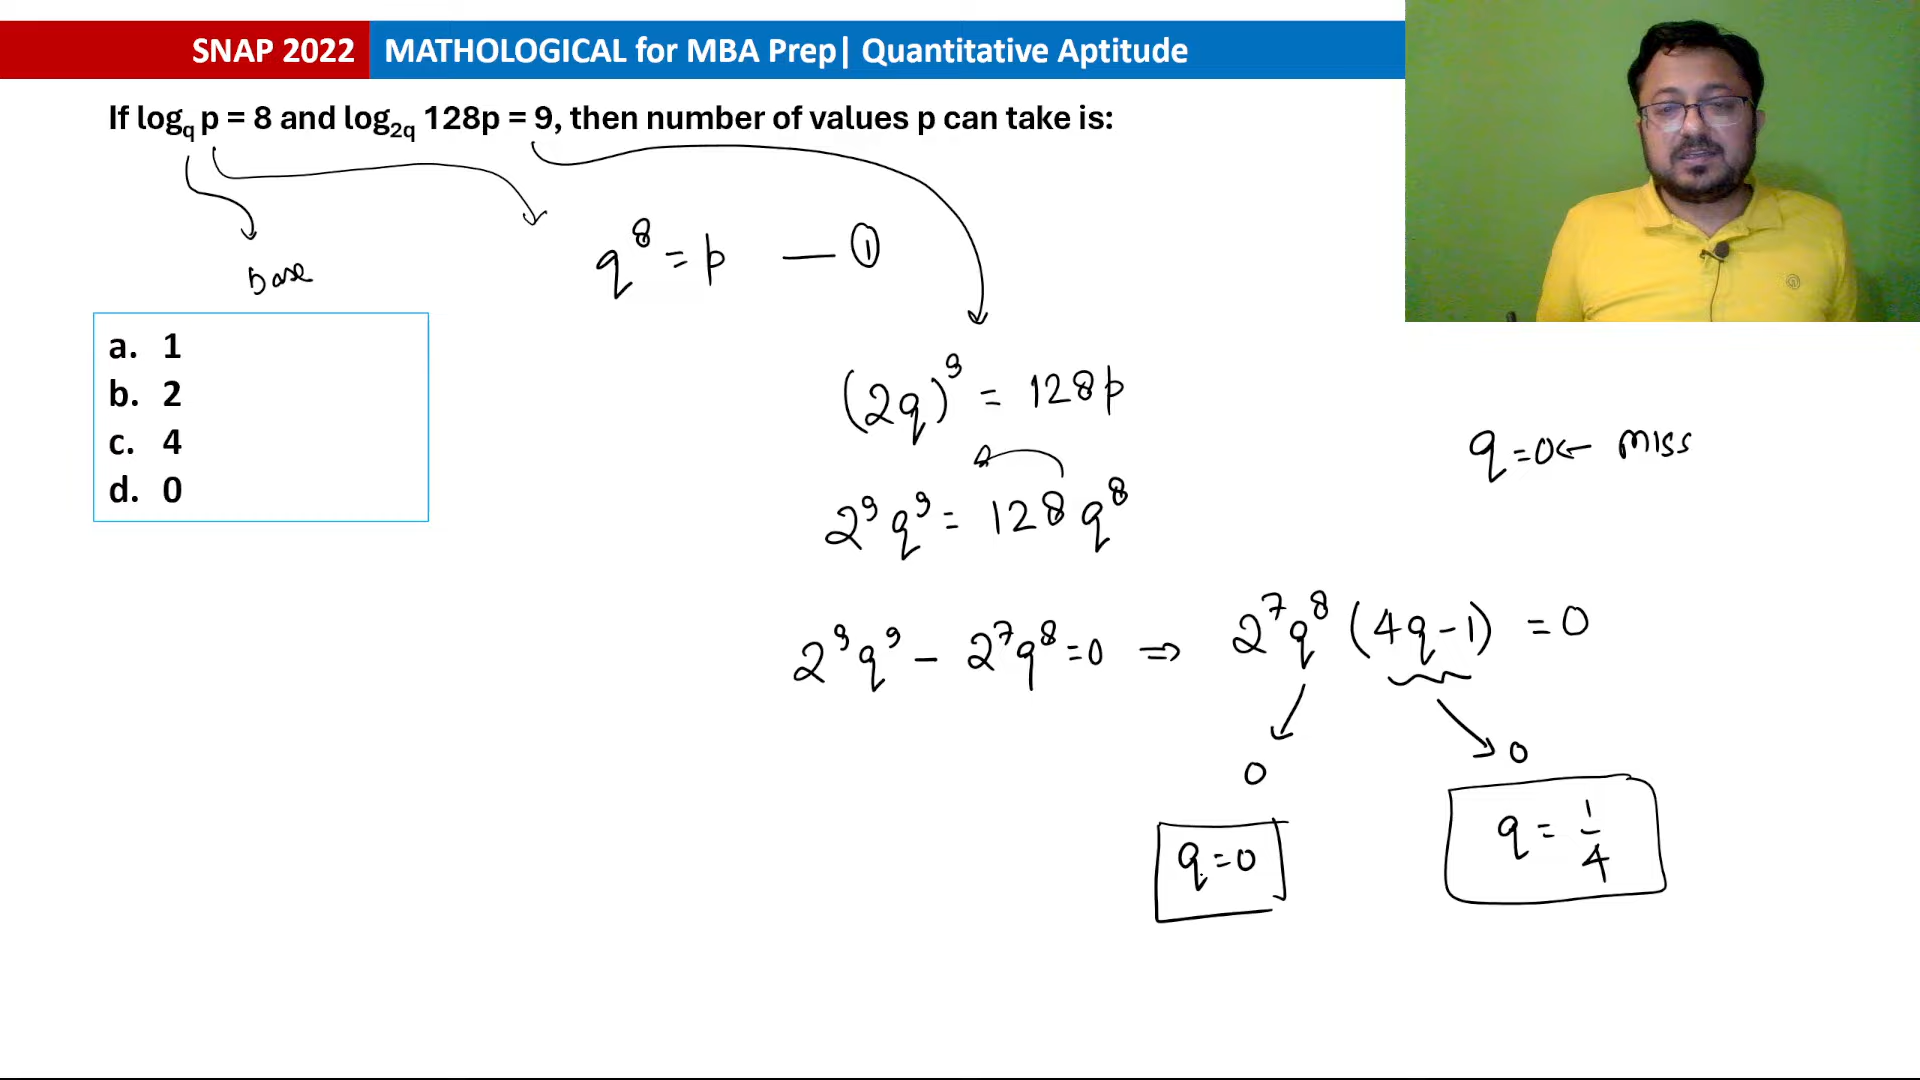 SNAP 2022
MATHOLOGICAL for MBA Prep| Quantitative Aptitude
If log_q p = 8 and log_2q 128p = 9, then number of values p can take is:
base
q^8 = p — ①
a. 1
b. 2
c. 4
d. 0
(2q)^9 = 128p
q=0← miss
2^9 q^9 = 128 q^8
2^9 q^9 − 2^7 q^8 = 0 ⇒ 2^7 q^8 (4q−1) = 0
0
0
q=0
q = 1/4